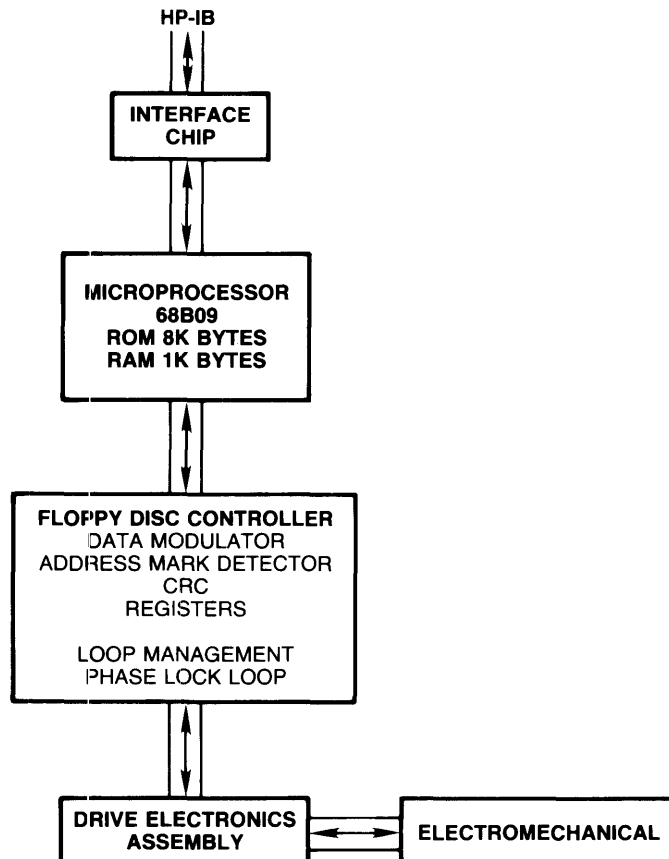 HP-IB
INTERFACE
CHIP
MICROPROCESSOR
68B09
ROM 8K BYTES
RAM 1K BYTES
FLOPPY DISC CONTROLLER
DATA MODULATOR
ADDRESS MARK DETECTOR
CRC
REGISTERS
LOOP MANAGEMENT
PHASE LOCK LOOP
DRIVE ELECTRONICS
ASSEMBLY
ELECTROMECHANICAL